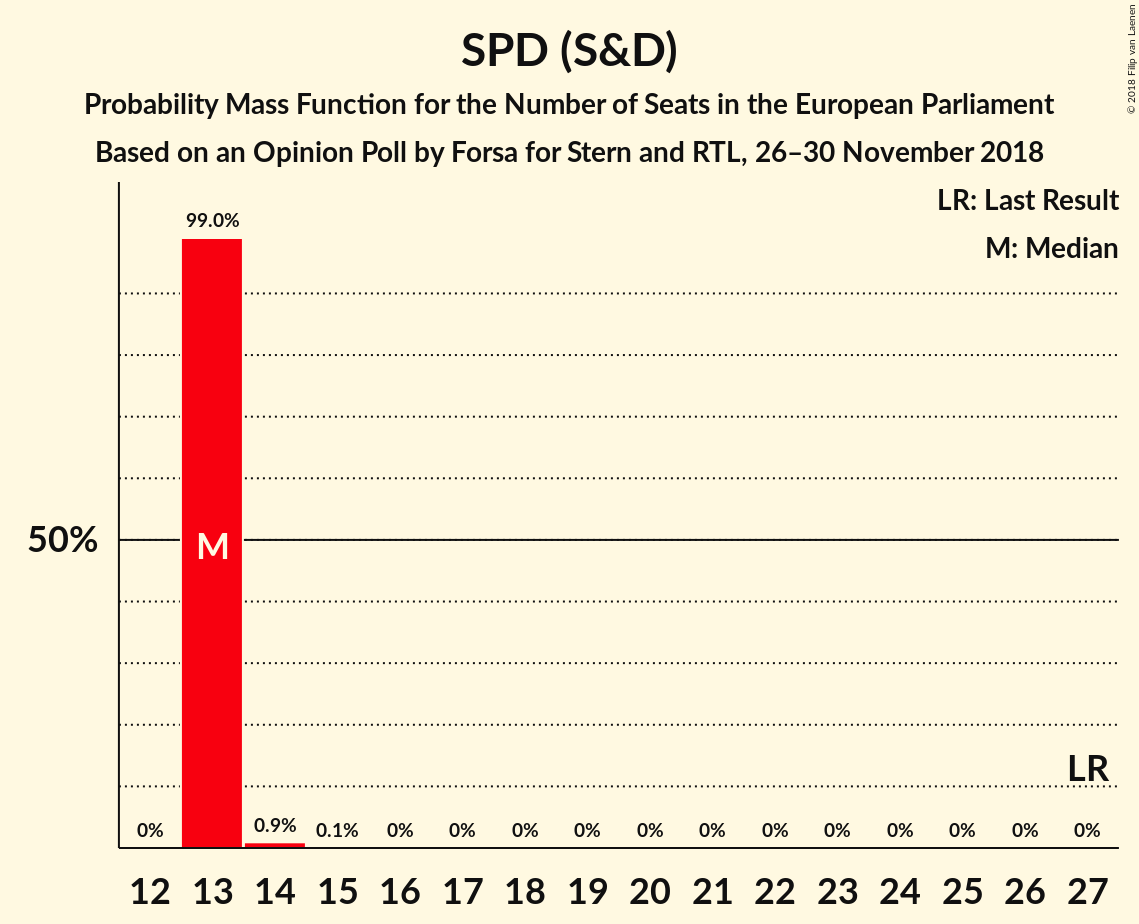 SPD (S&D)
Probability Mass Function for the Number of Seats in the European Parliament
Based on an Opinion Poll by Forsa for Stern and RTL, 26–30 November 2018
© 2018 Filip van Laenen
LR: Last Result
M: Median
99.0%
50%
M
LR
0% 0.9% 0.1% 0% 0% 0% 0% 0% 0% 0% 0% 0% 0% 0% 0%
12 13 14 15 16 17 18 19 20 21 22 23 24 25 26 27